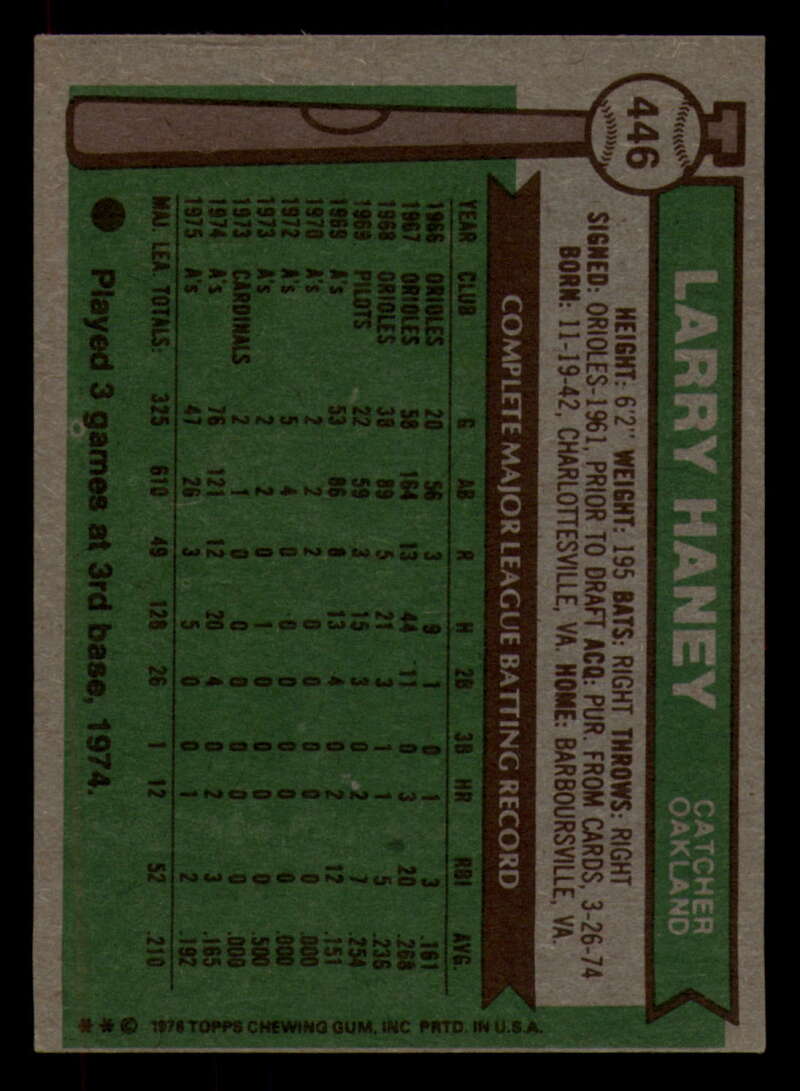 446
LARRY HANEY
CATCHER
OAKLAND
HEIGHT: 6'2" WEIGHT: 195 BATS: RIGHT THROWS: RIGHT
SIGNED: ORIOLES-1961, PRIOR TO DRAFT ACQ: PUR. FROM CARDS, 3-26-74
BORN: 11-19-42, CHARLOTTESVILLE, VA. HOME: BARBOURSVILLE, VA.
COMPLETE MAJOR LEAGUE BATTING RECORD
YEAR CLUB G AB R H 2B 3B HR RBI AVG.
1966 ORIOLES 20 56 3 9 1 0 1 3 .161
1967 ORIOLES 58 164 13 44 11 0 3 20 .268
1968 ORIOLES 38 89 5 21 3 1 1 5 .236
1969 PILOTS 22 59 3 15 3 0 2 7 .254
1969 A's 53 86 8 13 4 0 2 12 .151
1970 A's 2 2 2 0 0 0 0 0 .000
1972 A's 5 4 0 0 0 0 0 0 .000
1973 A's 2 2 0 1 0 0 0 0 .500
1973 CARDINALS 2 1 0 0 0 0 0 0 .000
1974 A's 76 121 12 20 4 0 2 3 .165
1975 A's 47 26 3 5 0 0 1 2 .192
MAJ. LEA. TOTALS: 325 610 49 128 26 1 12 52 .210
Played 3 games at 3rd base, 1974.
** © 1976 TOPPS CHEWING GUM, INC PRTD. IN U.S.A.